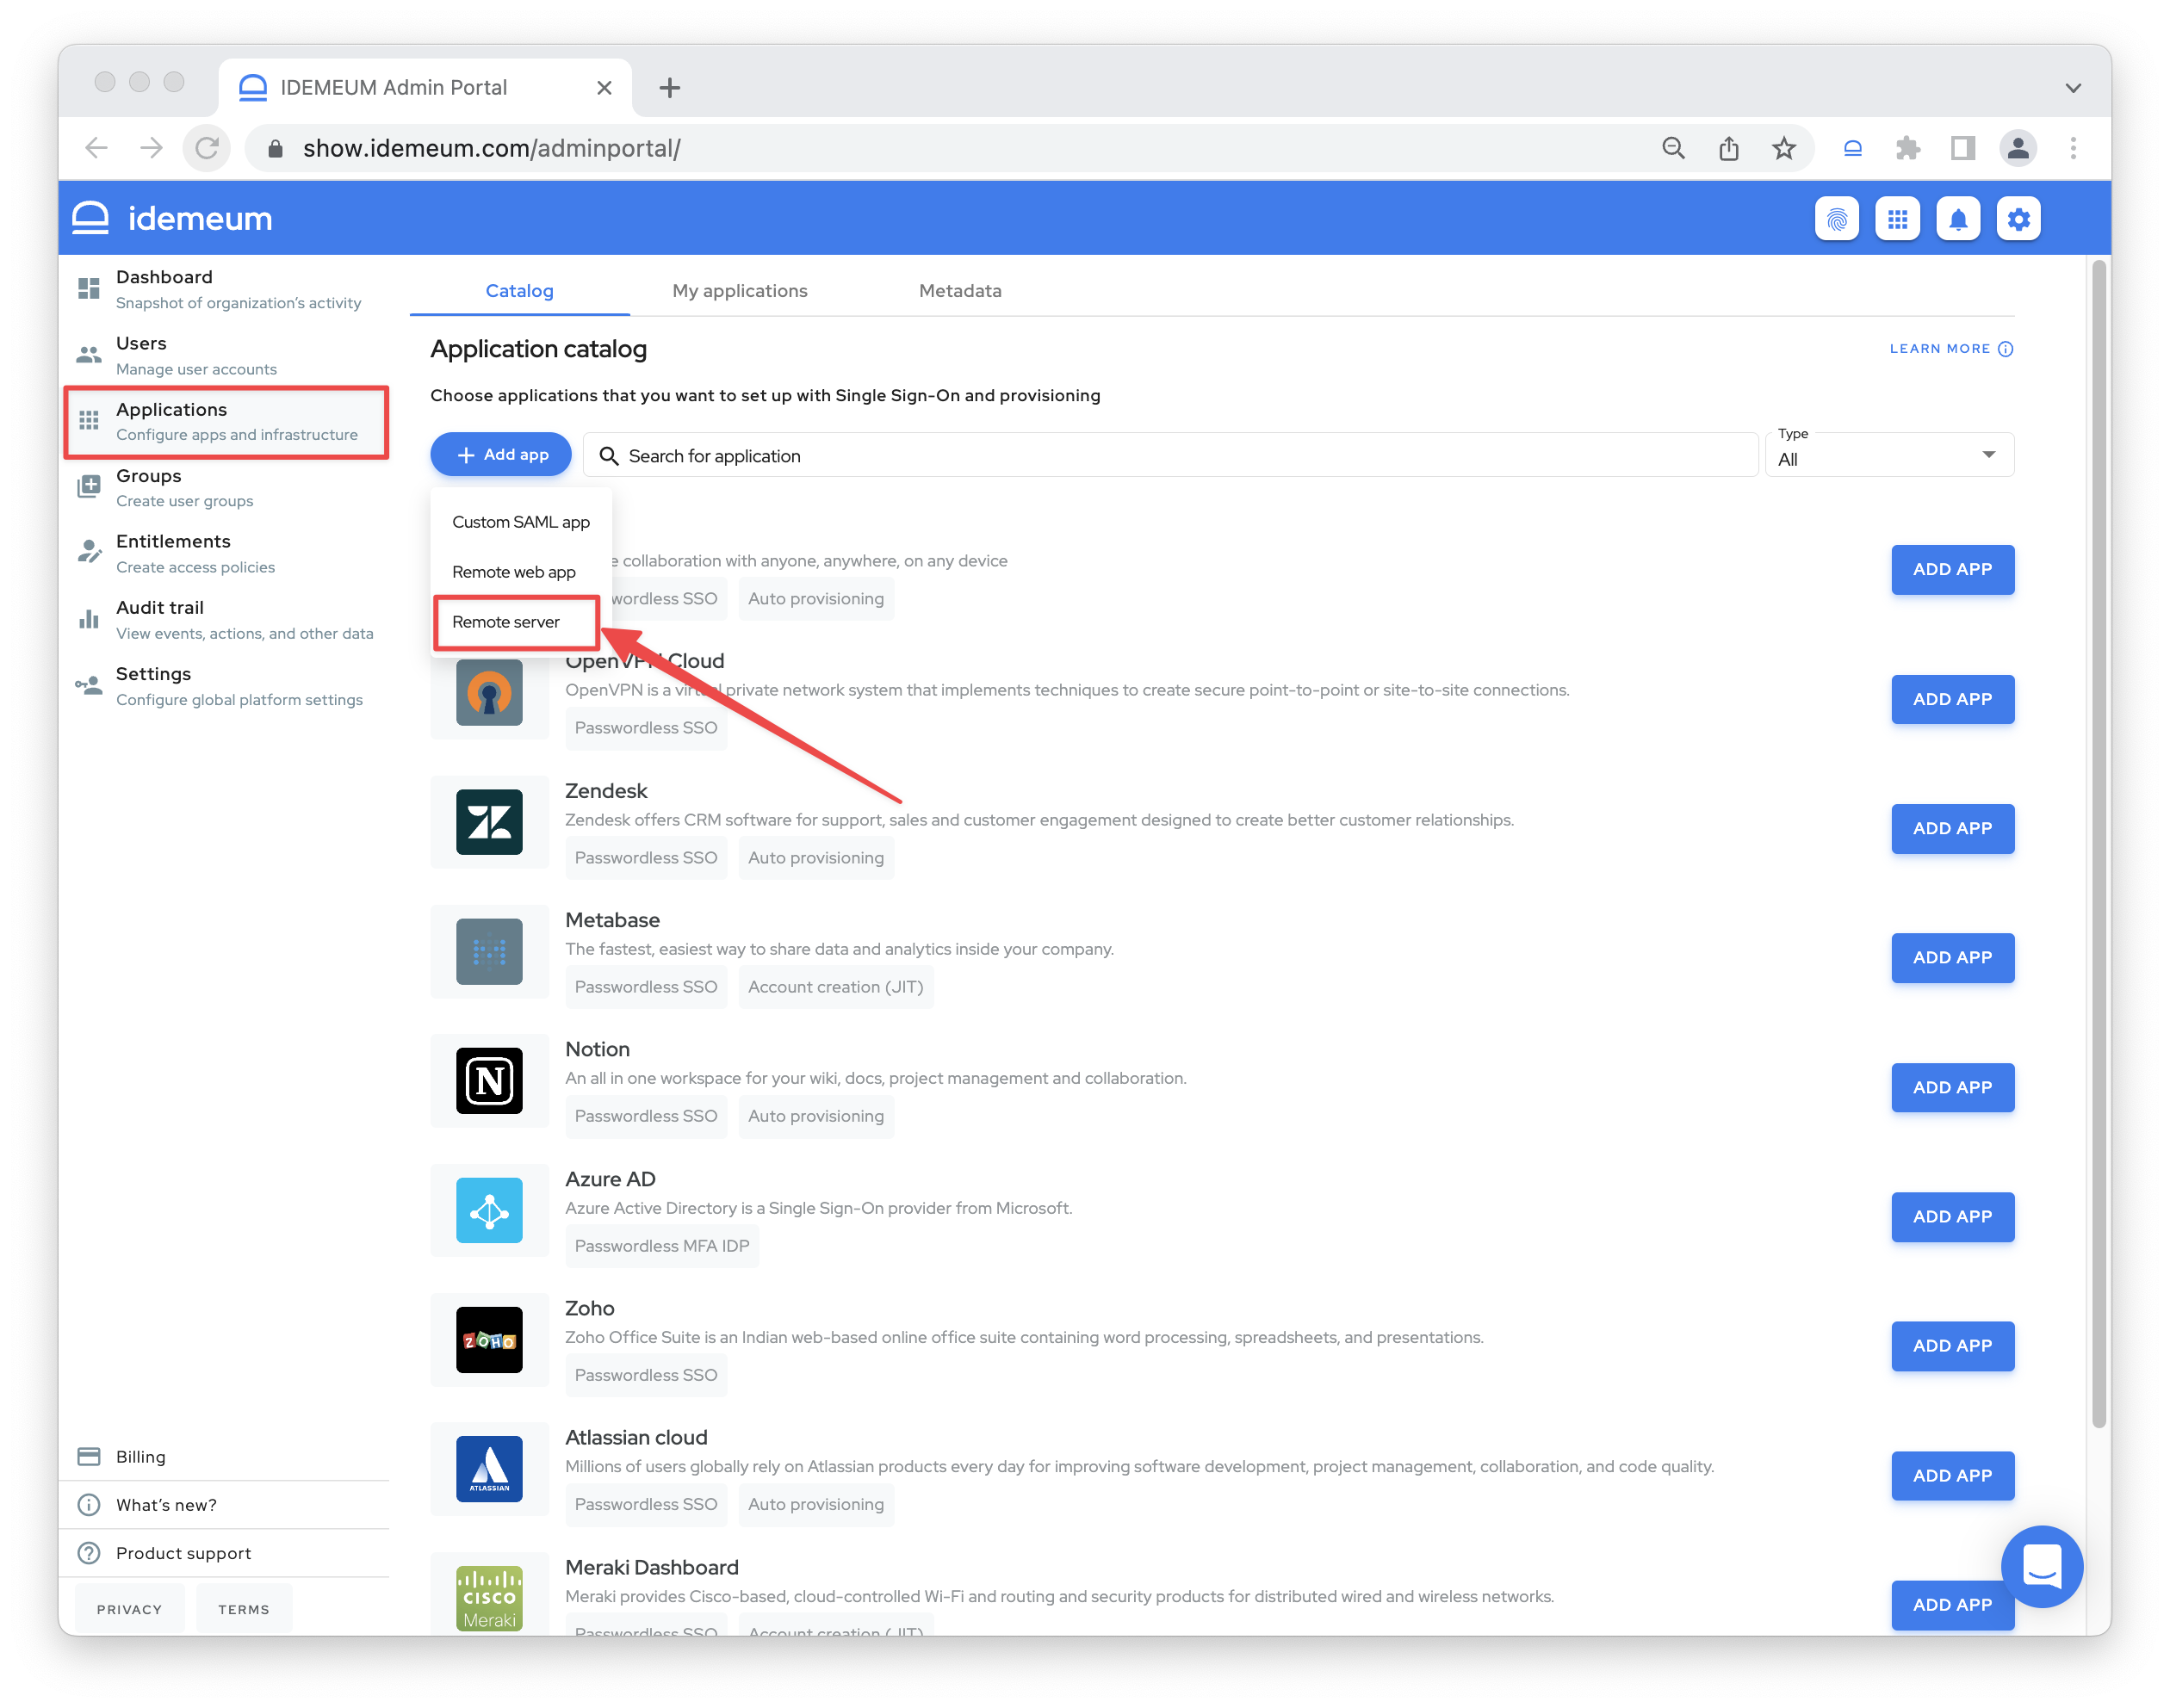 IDEMEUM Admin Portal
show.idemeum.com/adminportal/
idemeum
Dashboard
Snapshot of organization's activity
Users
Manage user accounts
Applications
Configure apps and infrastructure
Groups
Create user groups
Entitlements
Create access policies
Audit trail
View events, actions, and other data
Settings
Configure global platform settings
Billing
What's new?
Product support
PRIVACY TERMS
Catalog My applications Metadata
Application catalog
LEARN MORE
Choose applications that you want to set up with Single Sign-On and provisioning
Add app
Search for application
Type
All
Custom SAML app
Remote web app
Remote server
collaboration with anyone, anywhere, on any device
SSO Auto provisioning
ADD APP
OpenVPN Cloud
OpenVPN is a virtual private network system that implements techniques to create secure point-to-point or site-to-site connections.
Passwordless SSO
ADD APP
Zendesk
Zendesk offers CRM software for support, sales and customer engagement designed to create better customer relationships.
Passwordless SSO Auto provisioning
ADD APP
Metabase
The fastest, easiest way to share data and analytics inside your company.
Passwordless SSO Account creation (JIT)
ADD APP
Notion
An all in one workspace for your wiki, docs, project management and collaboration.
Passwordless SSO Auto provisioning
ADD APP
Azure AD
Azure Active Directory is a Single Sign-On provider from Microsoft.
Passwordless MFA IDP
ADD APP
ZOHO
Zoho
Zoho Office Suite is an Indian web-based online office suite containing word processing, spreadsheets, and presentations.
Passwordless SSO
ADD APP
ATLASSIAN
Atlassian cloud
Millions of users globally rely on Atlassian products every day for improving software development, project management, collaboration, and code quality.
Passwordless SSO Auto provisioning
ADD APP
CISCO
Meraki
Meraki Dashboard
Meraki provides Cisco-based, cloud-controlled Wi-Fi and routing and security products for distributed wired and wireless networks.
Passwordless SSO Account creation (JIT)
ADD APP